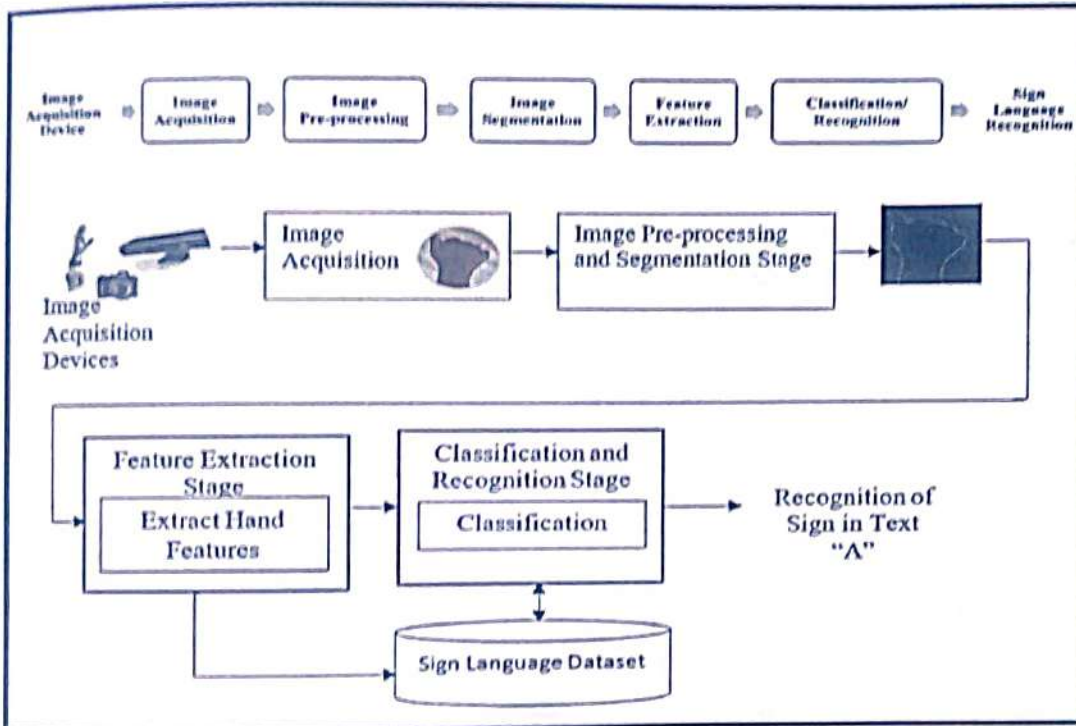 Image
Acquisition
Device
Image
Acquisition
Image
Pre-processing
Image
Segmentation
Feature
Extraction
Classification/
Recognition
Sign
Language
Recognition
Image
Acquisition
Devices
Image
Acquisition
Image Pre-processing
and Segmentation Stage
Feature Extraction
Stage
Extract Hand
Features
Classification and
Recognition Stage
Classification
Recognition of
Sign in Text
“A”
Sign Language Dataset